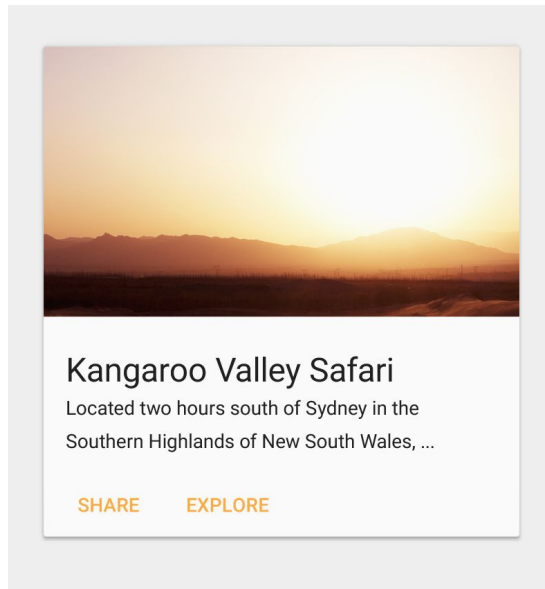 Kangaroo Valley Safari
Located two hours south of Sydney in the
Southern Highlands of New South Wales, ...
SHARE EXPLORE